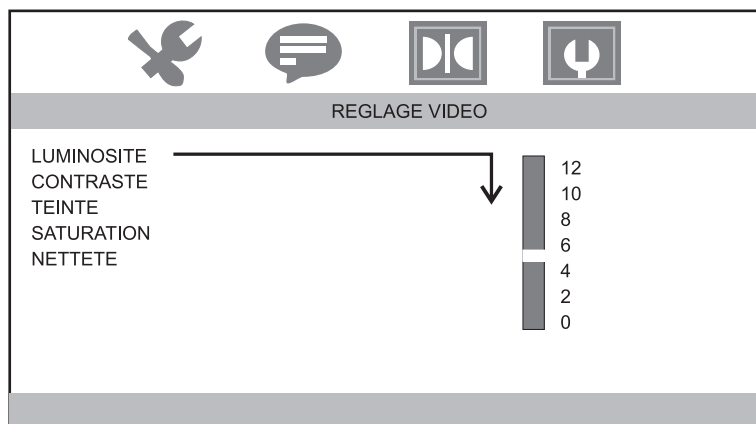 REGLAGE VIDEO
LUMINOSITE
CONTRASTE
TEINTE
SATURATION
NETTETE
12
10
8
6
4
2
0